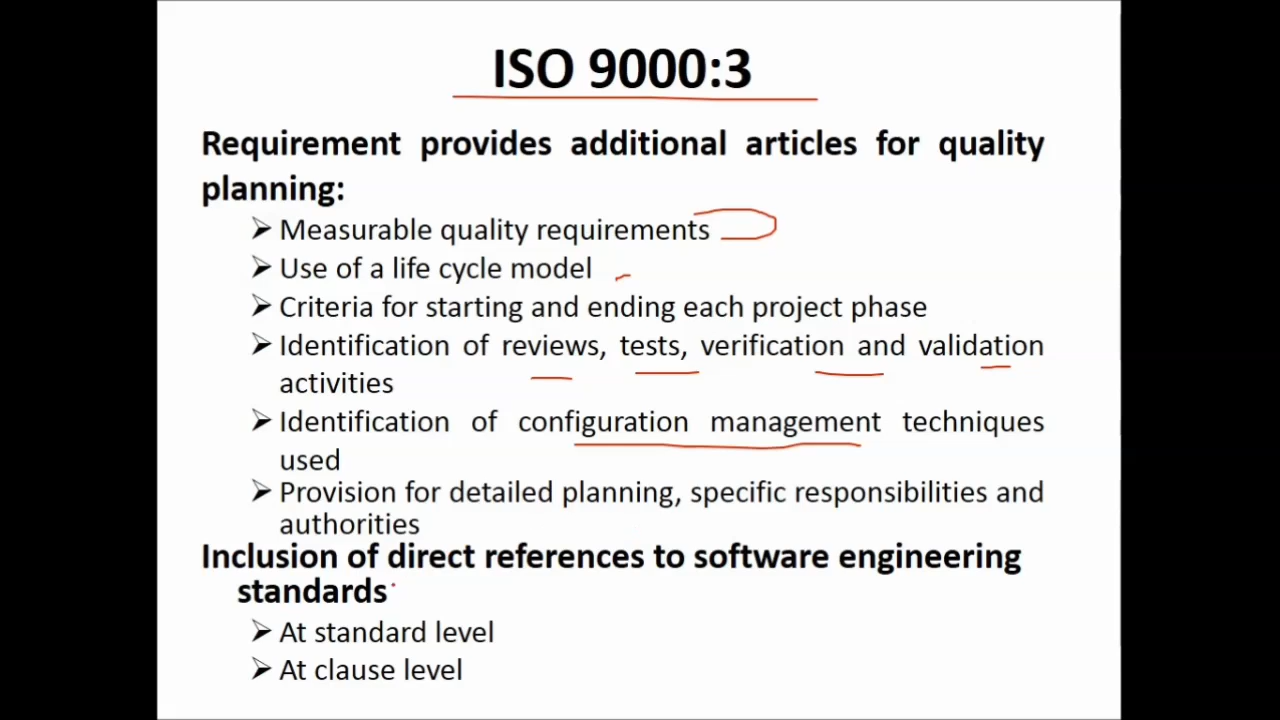 ISO 9000:3
Requirement provides additional articles for quality
planning:
➢ Measurable quality requirements
➢ Use of a life cycle model
➢ Criteria for starting and ending each project phase
➢ Identification of reviews, tests, verification and validation
activities
➢ Identification of configuration management techniques
used
➢ Provision for detailed planning, specific responsibilities and
authorities
Inclusion of direct references to software engineering
standards
➢ At standard level
➢ At clause level